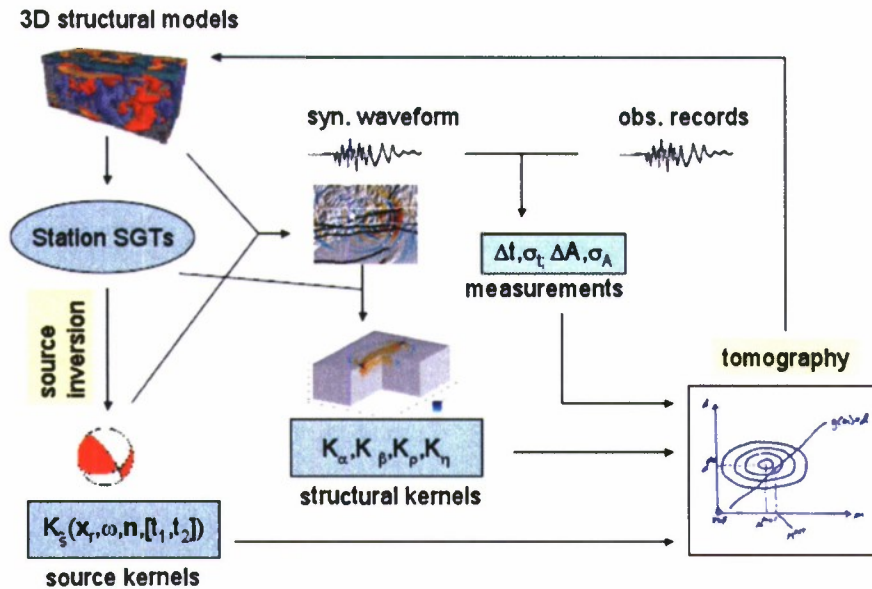 3D structural models
syn. waveform
obs. records
Station SGTs
Δt,σt; ΔA,σA
measurements
source
inversion
tomography
Kα,Kβ,Kρ,Kη
structural kernels
Ks(xr,ω,n,[t1,t2])
source kernels